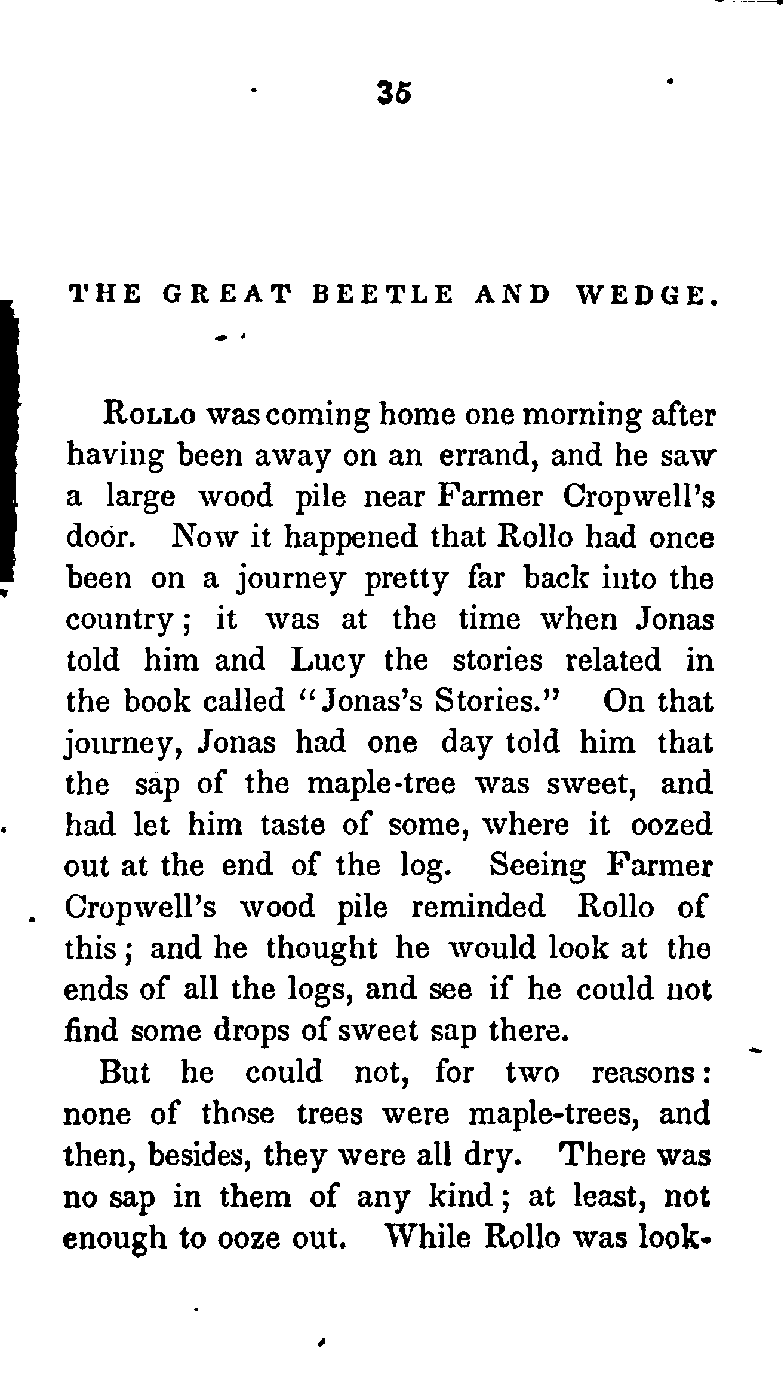 35
THE GREAT BEETLE AND WEDGE.
ROLLO was coming home one morning after
having been away on an errand, and he saw
a large wood pile near Farmer Cropwell's
door. Now it happened that Rollo had once
been on a journey pretty far back into the
country; it was at the time when Jonas
told him and Lucy the stories related in
the book called "Jonas's Stories." On that
journey, Jonas had one day told him that
the sap of the maple-tree was sweet, and
had let him taste of some, where it oozed
out at the end of the log. Seeing Farmer
Cropwell's wood pile reminded Rollo of
this; and he thought he would look at the
ends of all the logs, and see if he could not
find some drops of sweet sap there.
But he could not, for two reasons:
none of those trees were maple-trees, and
then, besides, they were all dry. There was
no sap in them of any kind; at least, not
enough to ooze out. While Rollo was look-